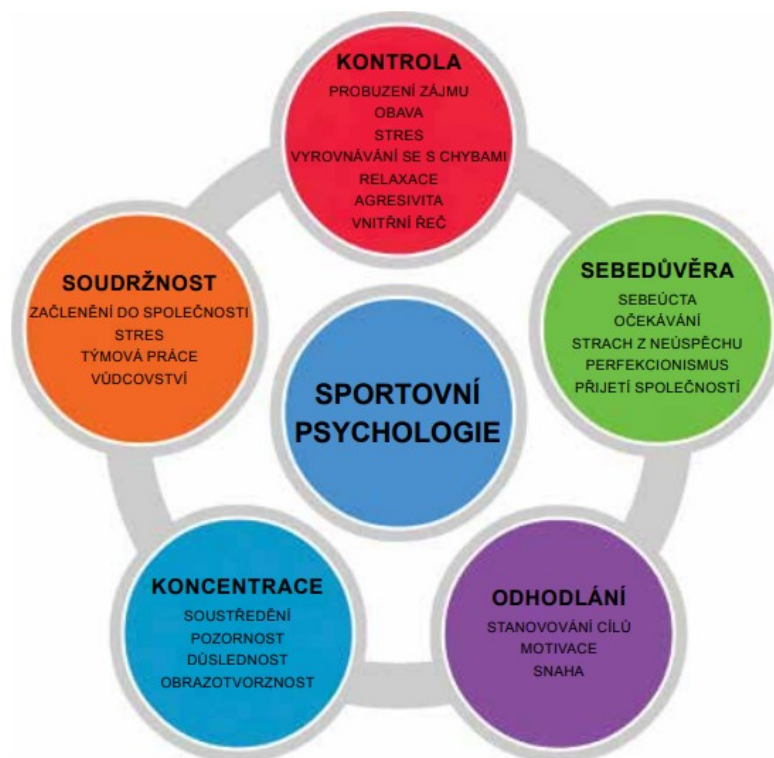 KONTROLA
PROBUZENÍ ZÁJMU
OBAVA
STRES
VYROVNÁVÁNÍ SE S CHYBAMI
RELAXACE
AGRESIVITA
VNITŘNÍ ŘEČ
SOUDRŽNOST
ZAČLENĚNÍ DO SPOLEČNOSTI
STRES
TÝMOVÁ PRÁCE
VŮDCOVSTVÍ
SEBEDŮVĚRA
SEBEÚCTA
OČEKÁVÁNÍ
STRACH Z NEÚSPĚCHU
PERFEKCIONISMUS
PŘIJETÍ SPOLEČNOSTÍ
SPORTOVNÍ
PSYCHOLOGIE
KONCENTRACE
SOUSTŘEDĚNÍ
POZORNOST
DŮSLEDNOST
OBRAZOTVORZNOST
ODHODLÁNÍ
STANOVOVÁNÍ CÍLŮ
MOTIVACE
SNAHA